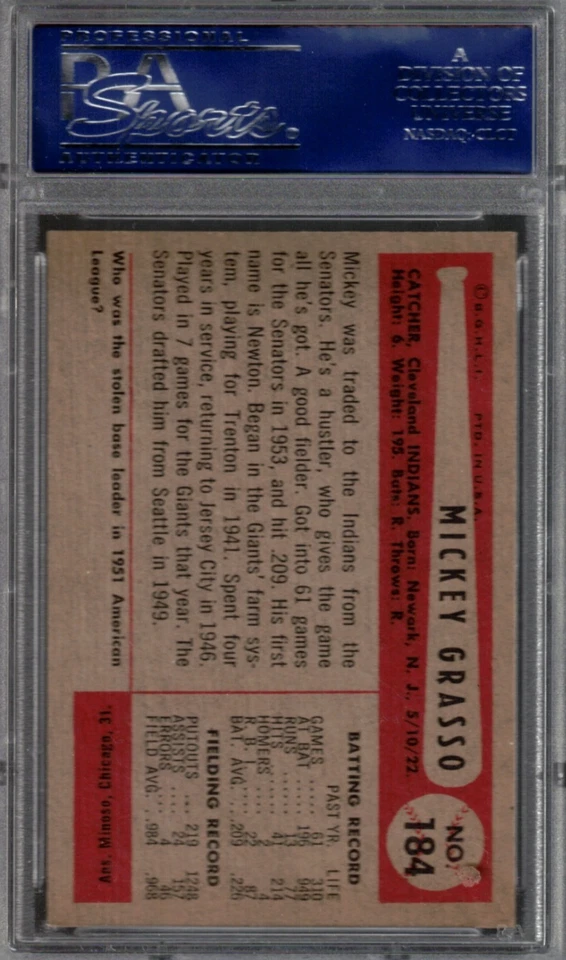 PROFESSIONAL
PSA
Sports
AUTHENTICATOR
A
DIVISION OF
COLLECTORS
UNIVERSE
NASDAQ: CLCT
© B.G.H.L.I. PTD. IN U.S.A.
MICKEY GRASSO
NO.
184
CATCHER, Cleveland INDIANS. Born: Newark, N. J., 5/10/22.
Height: 6. Weight: 195. Bats: R. Throws: R.
Mickey was traded to the Indians from the
Senators. He's a hustler, who gives the game
all he's got. A good fielder. Got into 61 games
for the Senators in 1953, and hit .209. His first
name is Newton. Began in the Giants' farm sys-
tem, playing for Trenton in 1941. Spent four
years in service, returning to Jersey City in 1946.
Played in 7 games for the Giants that year. The
Senators drafted him from Seattle in 1949.
BATTING RECORD
PAST YR. LIFE
GAMES ..... 61 310
AT BAT .... 196 949
RUNS ...... 13 77
HITS ...... 41 214
HOMERS ..... 2 4
R. B. I. .... 22 87
BAT. AVG. ... .209 .226
FIELDING RECORD
PUTOUTS ... 219 1248
ASSISTS .... 24 157
ERRORS ..... 4 46
FIELD AVG. .. .984 .968
Who was the stolen base leader in 1951 American
League?
Ans. Minoso, Chicago,
31.